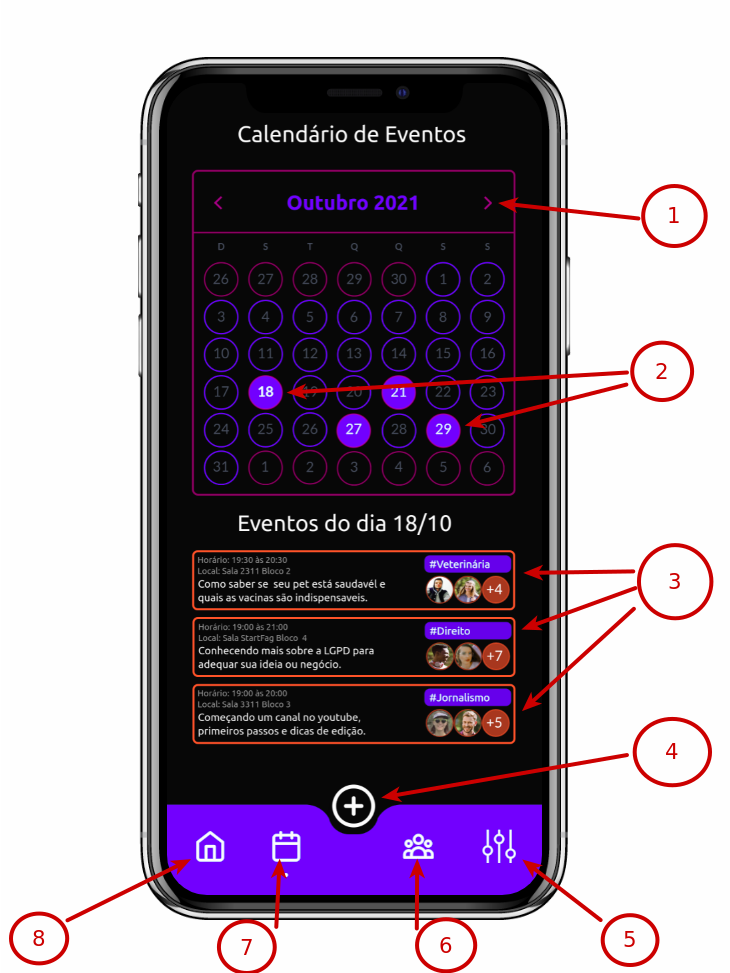 Calendário de Eventos
Outubro 2021
1
D S T Q Q S S
26 27 28 29 30 1 2
3 4 5 6 7 8 9
10 11 12 13 14 15 16
2
17 18 19 20 21 22 23
24 25 26 27 28 29 30
31 1 2 3 4 5 6
Eventos do dia 18/10
Horário: 19:30 às 20:30
Local: Sala 2311 Bloco 2
Como saber se seu pet está saudavél e
quais as vacinas são indispensaveis.
#Veterinária
+4
3
Horário: 19:00 às 21:00
Local: Sala StartFag Bloco 4
Conhecendo mais sobre a LGPD para
adequar sua ideia ou negócio.
#Direito
+7
Horário: 19:00 às 20:00
Local: Sala 3311 Bloco 3
Começando um canal no youtube,
primeiros passos e dicas de edição.
#Jornalismo
+5
4
8
7
6
5